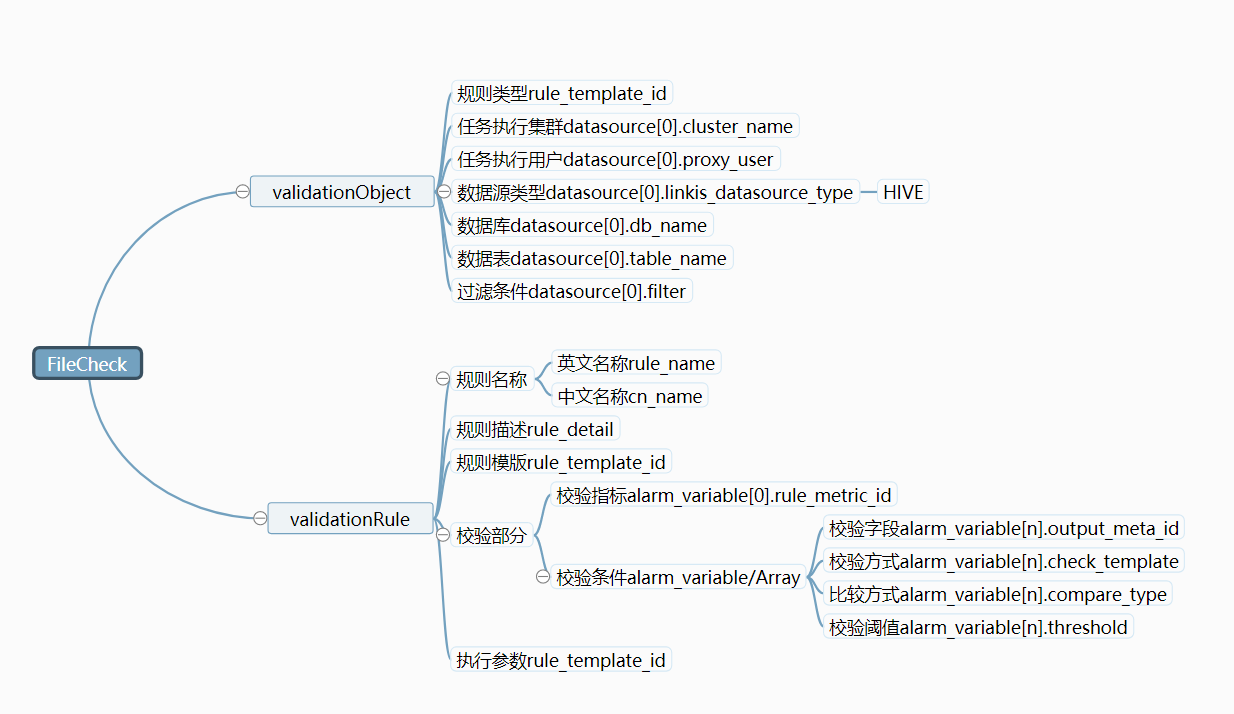 规则类型rule_template_id
任务执行集群datasource[0].cluster_name
任务执行用户datasource[0].proxy_user
validationObject
数据源类型datasource[0].linkis_datasource_type
HIVE
数据库datasource[0].db_name
数据表datasource[0].table_name
过滤条件datasource[0].filter
FileCheck
规则名称
英文名称rule_name
中文名称cn_name
规则描述rule_detail
规则模版rule_template_id
validationRule
校验部分
校验指标alarm_variable[0].rule_metric_id
校验条件alarm_variable/Array
校验字段alarm_variable[n].output_meta_id
校验方式alarm_variable[n].check_template
比较方式alarm_variable[n].compare_type
校验阈值alarm_variable[n].threshold
执行参数rule_template_id